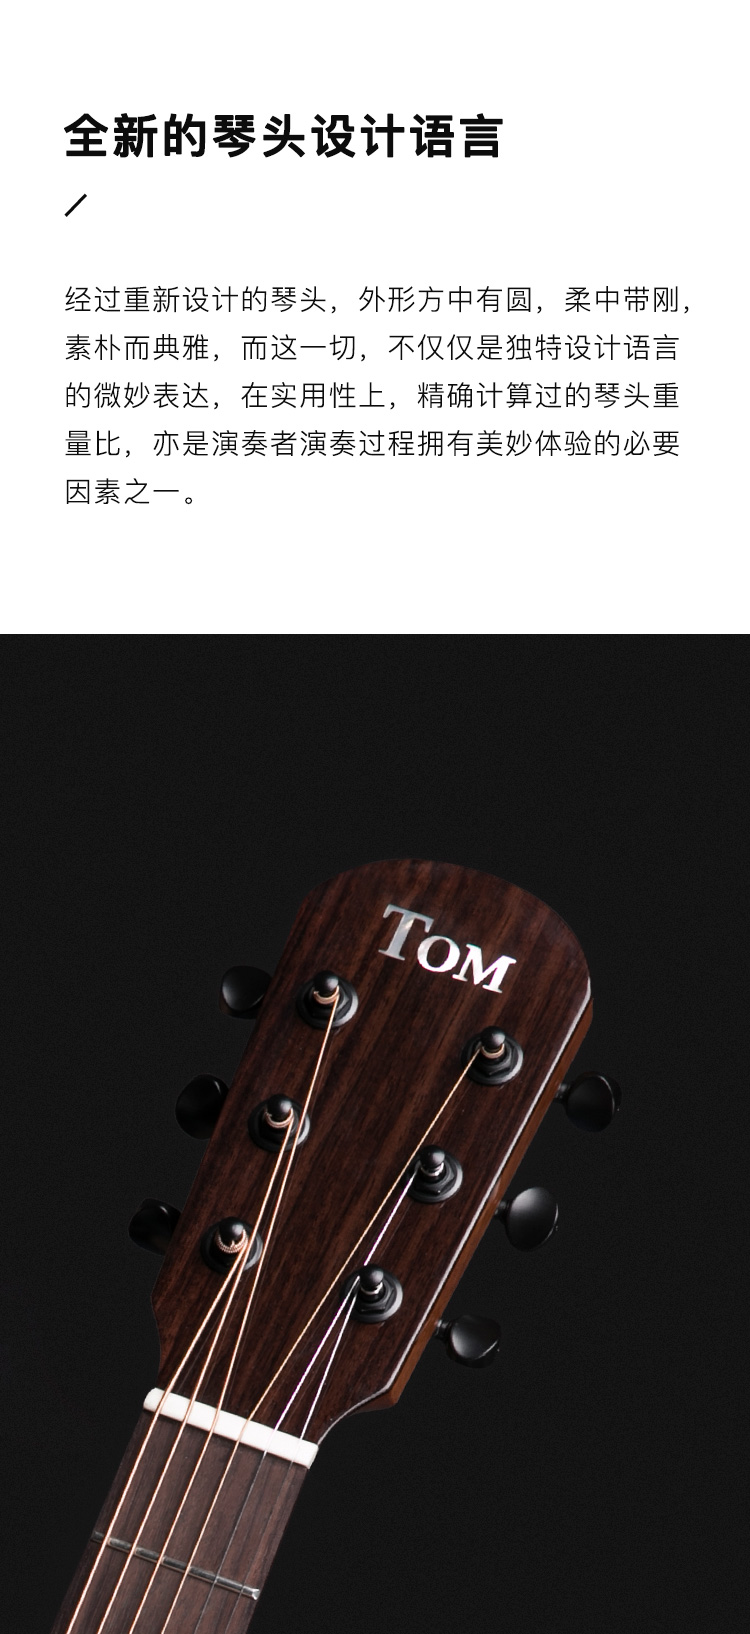 全新的琴头设计语言
经过重新设计的琴头，外形方中有圆，柔中带刚，
素朴而典雅，而这一切，不仅仅是独特设计语言
的微妙表达，在实用性上，精确计算过的琴头重
量比，亦是演奏者演奏过程拥有美妙体验的必要
因素之一。
TOM